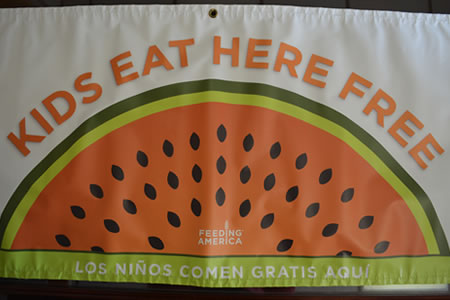 KIDS EAT HERE FREE
FEEDING
AMERICA
LOS NIÑOS COMEN GRATIS AQUÍ